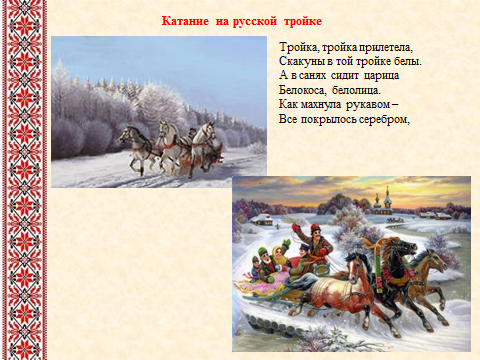 Катание на русской тройке
Тройка, тройка прилетела,
Скакуны в той тройке белы.
А в санях сидит царица
Белокоса, белолица.
Как махнула рукавом –
Все покрылось серебром,